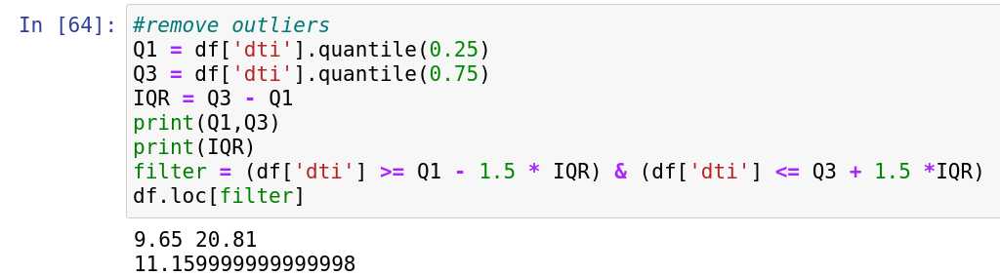 In [64]: #remove outliers
Q1 = df['dti'].quantile(0.25)
Q3 = df['dti'].quantile(0.75)
IQR = Q3 - Q1
print(Q1,Q3)
print(IQR)
filter = (df['dti'] >= Q1 - 1.5 * IQR) & (df['dti'] <= Q3 + 1.5 *IQR)
df.loc[filter]
9.65 20.81
11.159999999999998